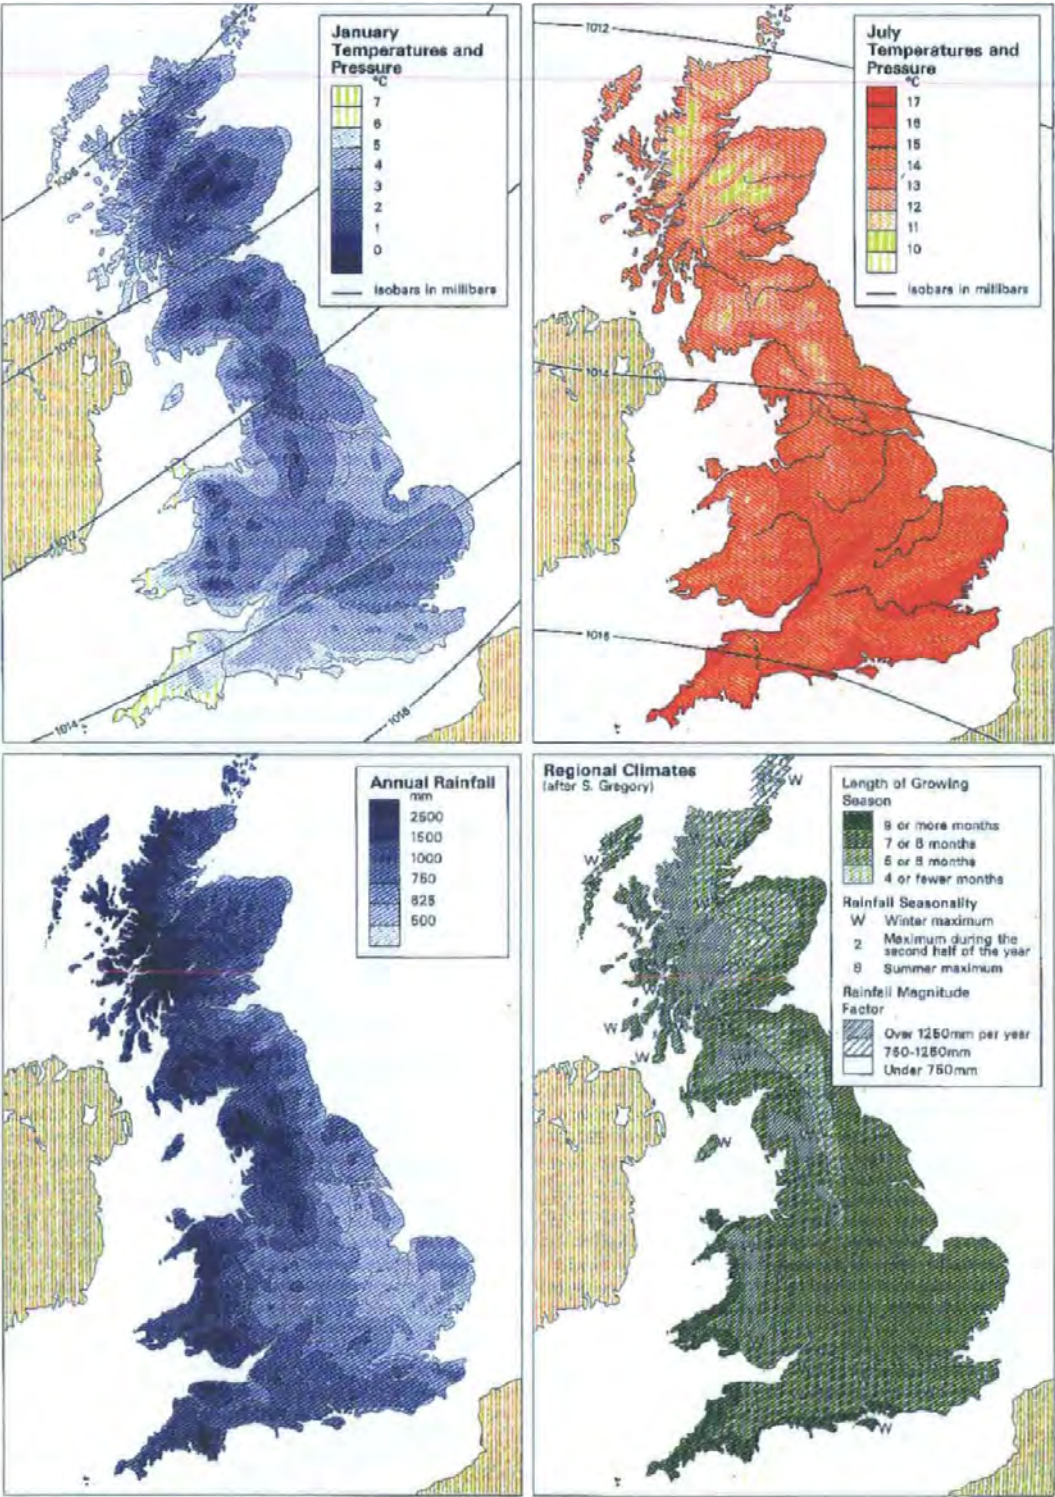 January
Temperatures and
Pressure
°C
7
6
5
4
3
2
1
0
Isobars in millibars
1008
1010
1012
1014
1016
July
Temperatures and
Pressure
°C
17
16
15
14
13
12
11
10
Isobars in millibars
1012
1014
1016
Annual Rainfall
mm
2500
1500
1000
750
625
500
Regional Climates
(after S. Gregory)
Length of Growing
Season
9 or more months
7 or 8 months
5 or 6 months
4 or fewer months
Rainfall Seasonality
W Winter maximum
2 Maximum during the
second half of the year
S Summer maximum
Rainfall Magnitude
Factor
Over 1250mm per year
750-1250mm
Under 750mm
W
W
W
W
W
W
W